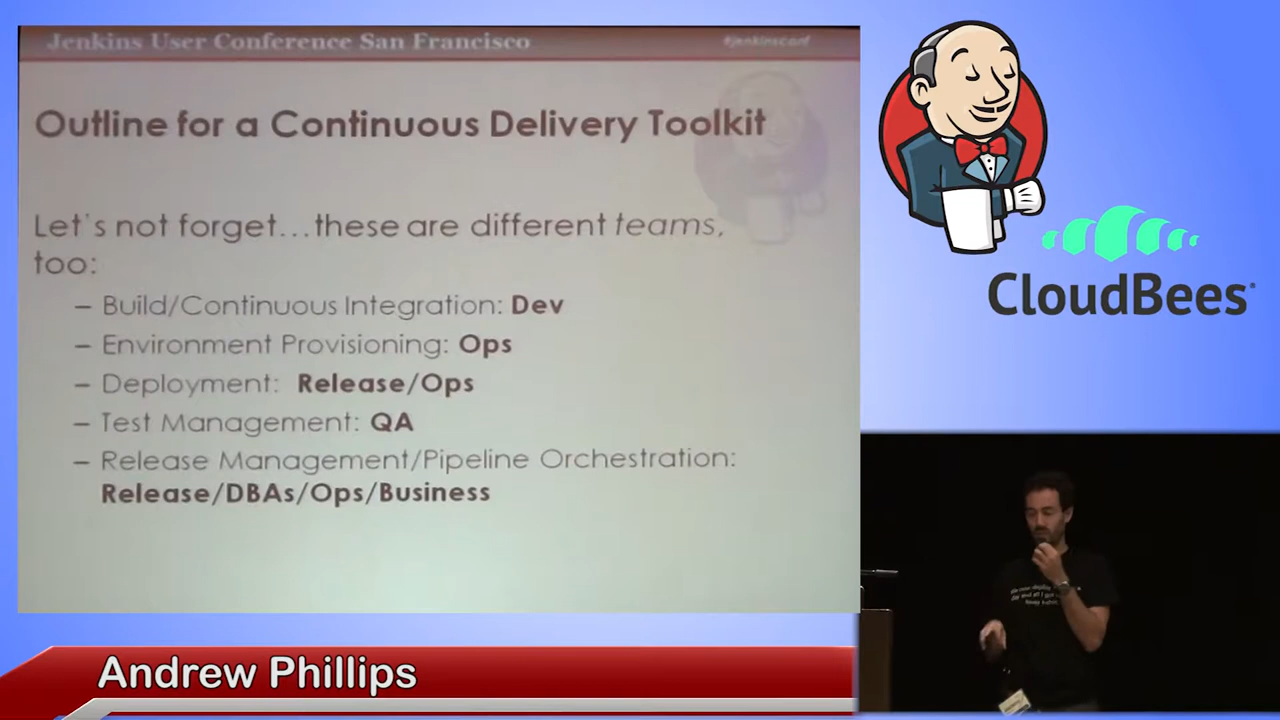 Jenkins User Conference San Francisco
#jenkinsconf
Outline for a Continuous Delivery Toolkit
Let's not forget...these are different teams,
too:
– Build/Continuous Integration: Dev
– Environment Provisioning: Ops
– Deployment: Release/Ops
– Test Management: QA
– Release Management/Pipeline Orchestration:
Release/DBAs/Ops/Business
CloudBees
Andrew Phillips